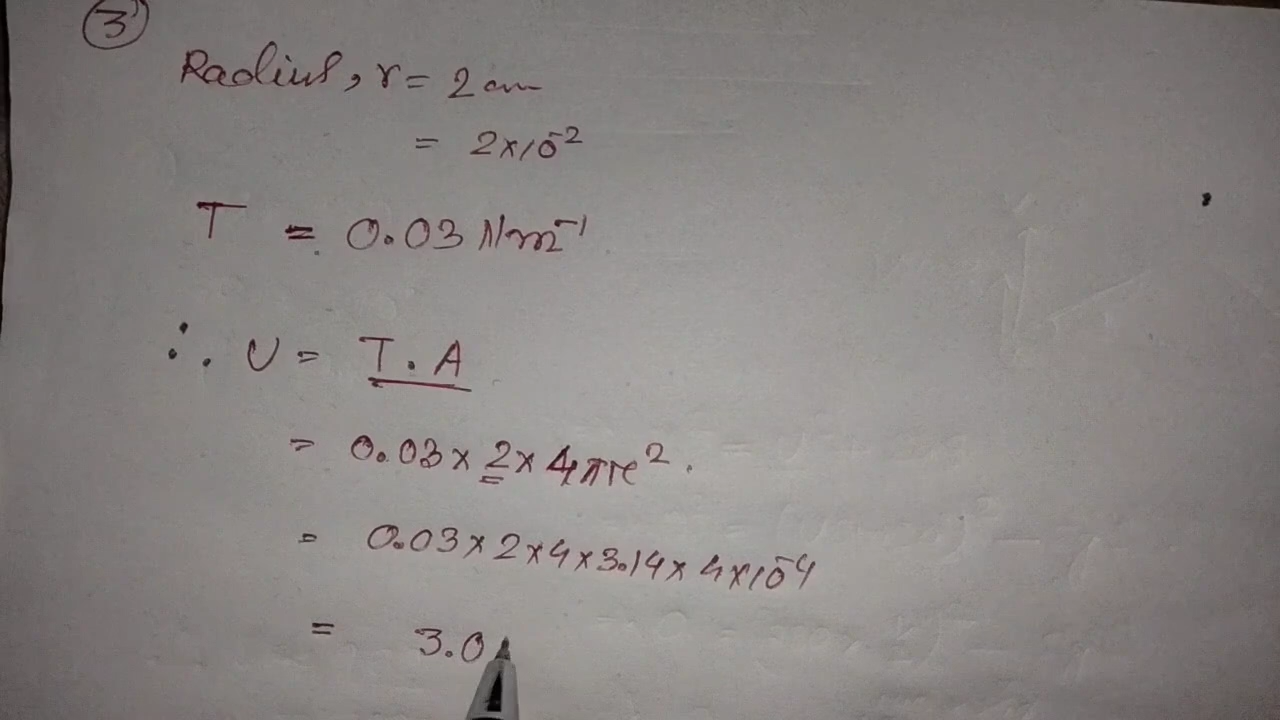 3
Radius, r = 2 cm
= 2×10⁻²
T = 0.03 Nm⁻¹
∴ U = T.A
= 0.03 × 2 × 4πr².
= 0.03 × 2 × 4 × 3.14 × 4×10⁻⁴
= 3.0